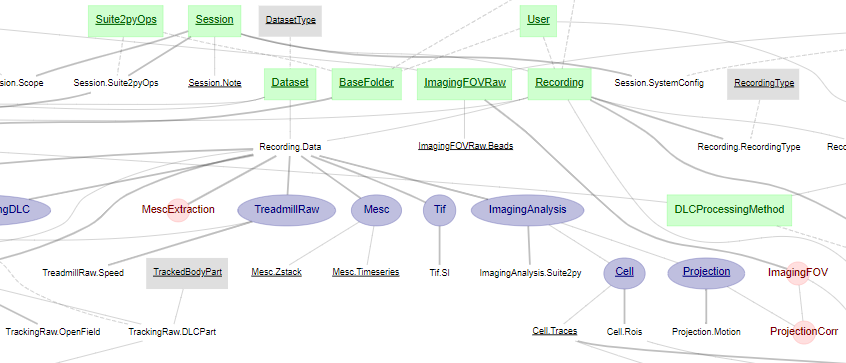 Suite2pyOps
Session
DatasetType
User
sion.Scope
Session.Suite2pyOps
Session.Note
Dataset
BaseFolder
ImagingFOVRaw
Recording
Session.SystemConfig
RecordingType
Recording.Data
ImagingFOVRaw.Beads
Recording.RecordingType
Reco
ngDLC
MescExtraction
TreadmillRaw
Mesc
Tif
ImagingAnalysis
DLCProcessingMethod
TreadmillRaw.Speed
TrackedBodyPart
Mesc.Zstack
Mesc.Timeseries
Tif.SI
ImagingAnalysis.Suite2py
Cell
Projection
ImagingFOV
TrackingRaw.OpenField
TrackingRaw.DLCPart
Cell.Traces
Cell.Rois
Projection.Motion
ProjectionCorr